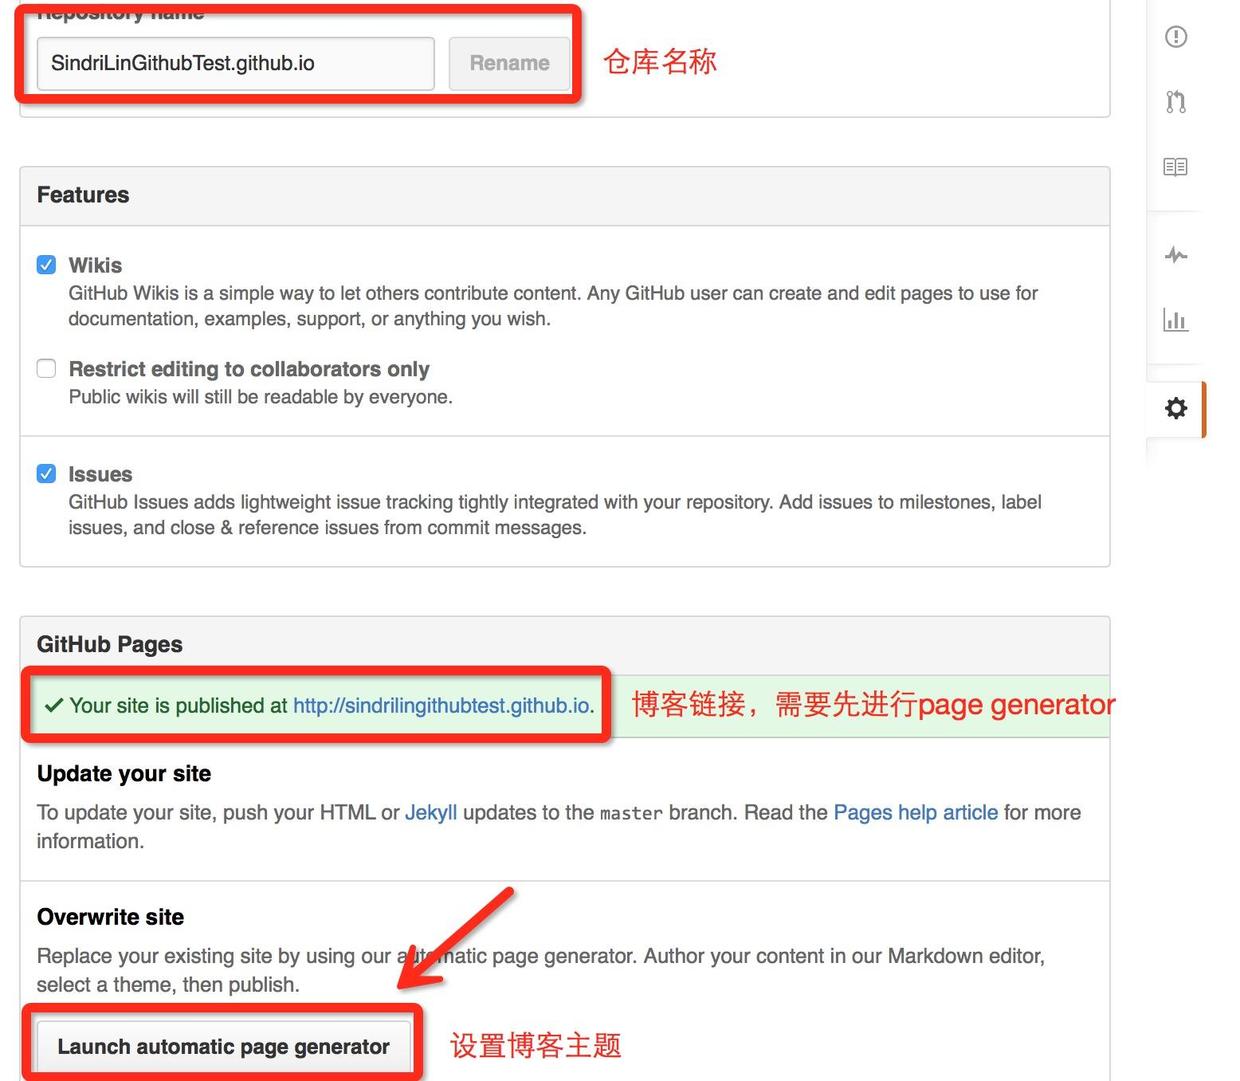 Repository name
SindriLinGithubTest.github.io
Rename
仓库名称
Features
Wikis
GitHub Wikis is a simple way to let others contribute content. Any GitHub user can create and edit pages to use for
documentation, examples, support, or anything you wish.
Restrict editing to collaborators only
Public wikis will still be readable by everyone.
Issues
GitHub Issues adds lightweight issue tracking tightly integrated with your repository. Add issues to milestones, label
issues, and close & reference issues from commit messages.
GitHub Pages
Your site is published at http://sindrilingithubtest.github.io.
博客链接，需要先进行page generator
Update your site
To update your site, push your HTML or Jekyll updates to the master branch. Read the Pages help article for more
information.
Overwrite site
Replace your existing site by using our automatic page generator. Author your content in our Markdown editor,
select a theme, then publish.
Launch automatic page generator
设置博客主题